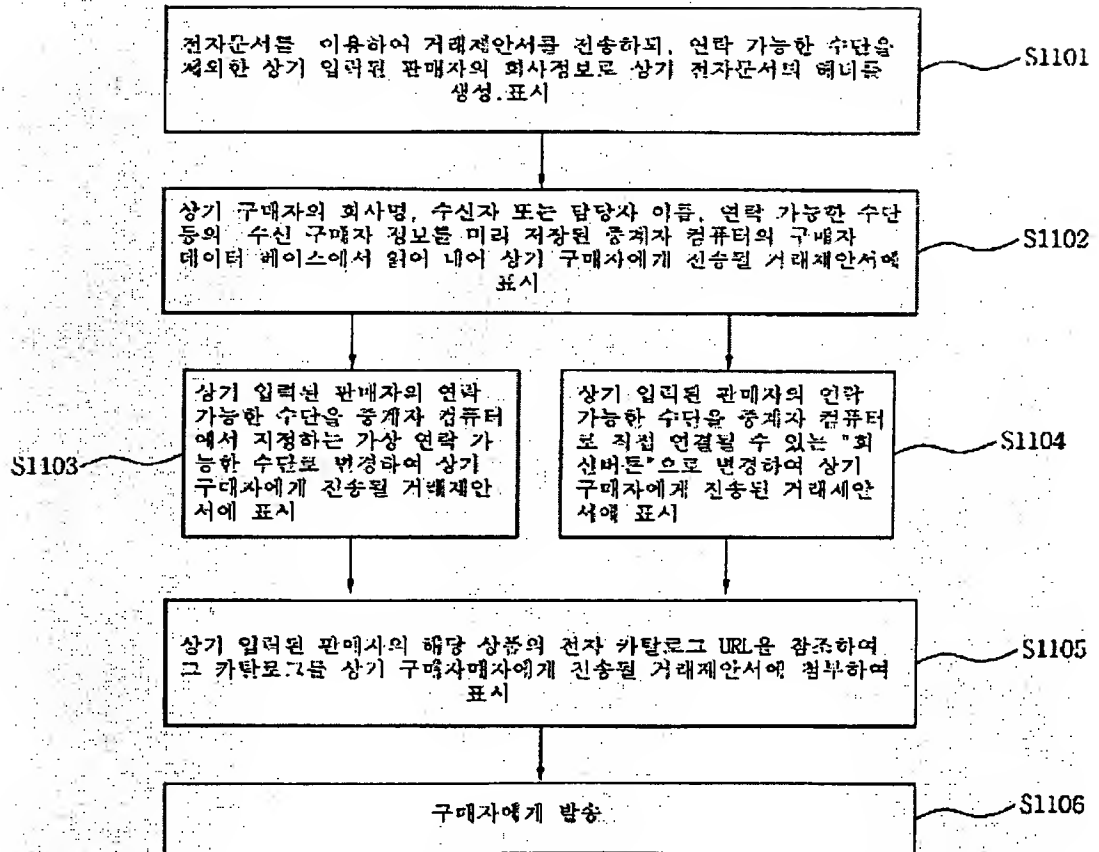 전자문서를 이용하여 거래제안서를 전송하되, 연락 가능한 수단을
제외한 상기 입력된 판매자의 회사정보로 상기 전자문서의 헤더를
생성.표시
S1101
상기 구매자의 회사명, 수신자 또는 담당자 이름, 연락 가능한 수단
등의 수신 구매자 정보를 미리 저장된 중계자 컴퓨터의 구매자
데이터 베이스에서 읽어 내어 상기 구매자에게 전송될 거래제안서에
표시
S1102
상기 입력된 판매자의 연락
가능한 수단을 중계자 컴퓨터
에서 지정하는 가상 연락 가
능한 수단로 변경하여 상기
구매자에게 전송될 거래제안
서에 표시
S1103
상기 입력된 판매자의 연락
가능한 수단을 중계자 컴퓨터
로 직접 연결될 수 있는 "회
신버튼"으로 변경하여 상기
구매자에게 전송된 거래제안
서에 표시
S1104
상기 입력된 판매자의 해당 상품의 전자 카탈로그 URL을 참조하여
그 카탈로그를 상기 구매자매자에게 전송될 거래제안서에 첨부하여
표시
S1105
구매자에게 발송
S1106